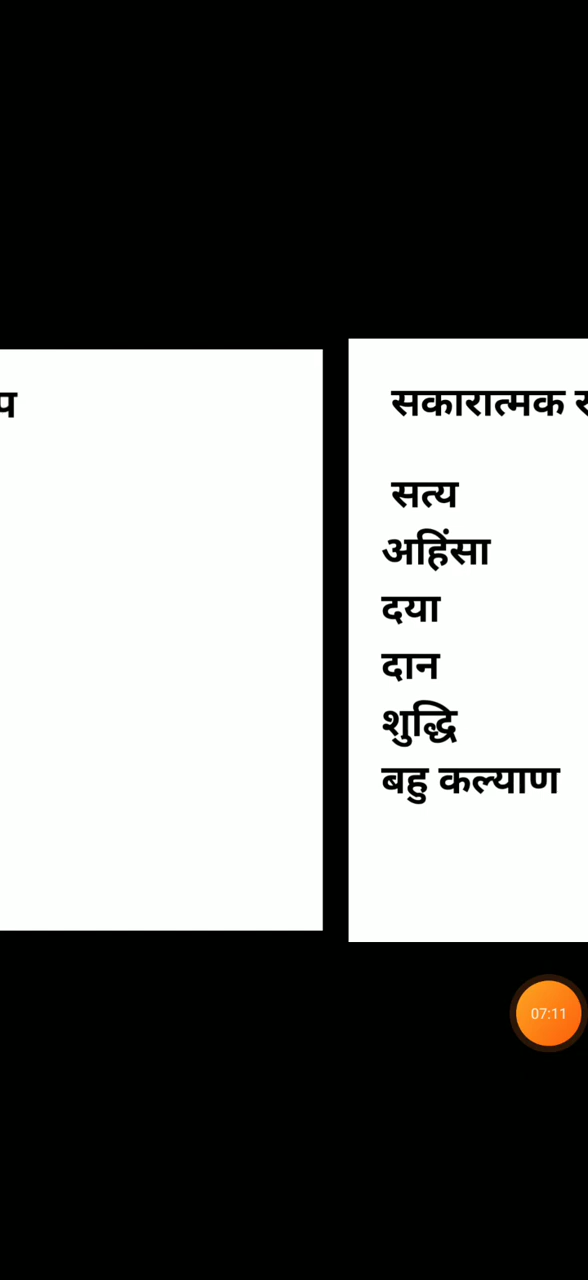 सकारात्मक
सत्य
अहिंसा
दया
दान
शुद्धि
बहु कल्याण
07:11